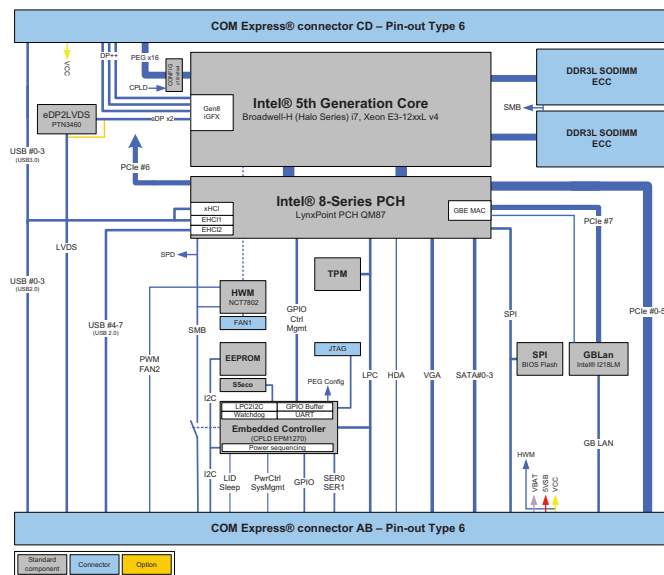 COM Express® connector CD – Pin-out Type 6
VCC
DP++
PEG x16
CPLD
CONFIG
Intel® 5th Generation Core
Broadwell-H (Halo Series) i7, Xeon E3-12xxL v4
Gen8
iGFX
DDR3L SODIMM
ECC
SMB
DDR3L SODIMM
ECC
eDP2LVDS
PTN3460
eDP x2
USB #0-3
(USB3.0)
PCIe #6
Intel® 8-Series PCH
LynxPoint PCH QM87
xHCI
EHCI1
EHCI2
GBE MAC
PCIe #7
LVDS
SPD
USB #0-3
(USB2.0)
HWM
NCT7802
FAN1
TPM
GPIO
Ctrl
Mgmt
SPI
PCIe #0-5
USB #4-7
(USB 2.0)
SMB
PWM
FAN2
EEPROM
JTAG
LPC
HDA
VGA
SATA#0-3
SPI
BIOS Flash
GBLan
Intel® I218LM
S5eco
PEG Config
I2C
LPC2I2C
GPIO Buffer
Watchdog
UART
Embedded Controller
(CPLD EPM1270)
Power sequencing
GB LAN
HWM
VBAT
5VSB
VCC
I2C
LID
Sleep
PwrCtrl
SysMgmt
GPIO
SER0
SER1
COM Express® connector AB – Pin-out Type 6
Standard
component
Connector
Option